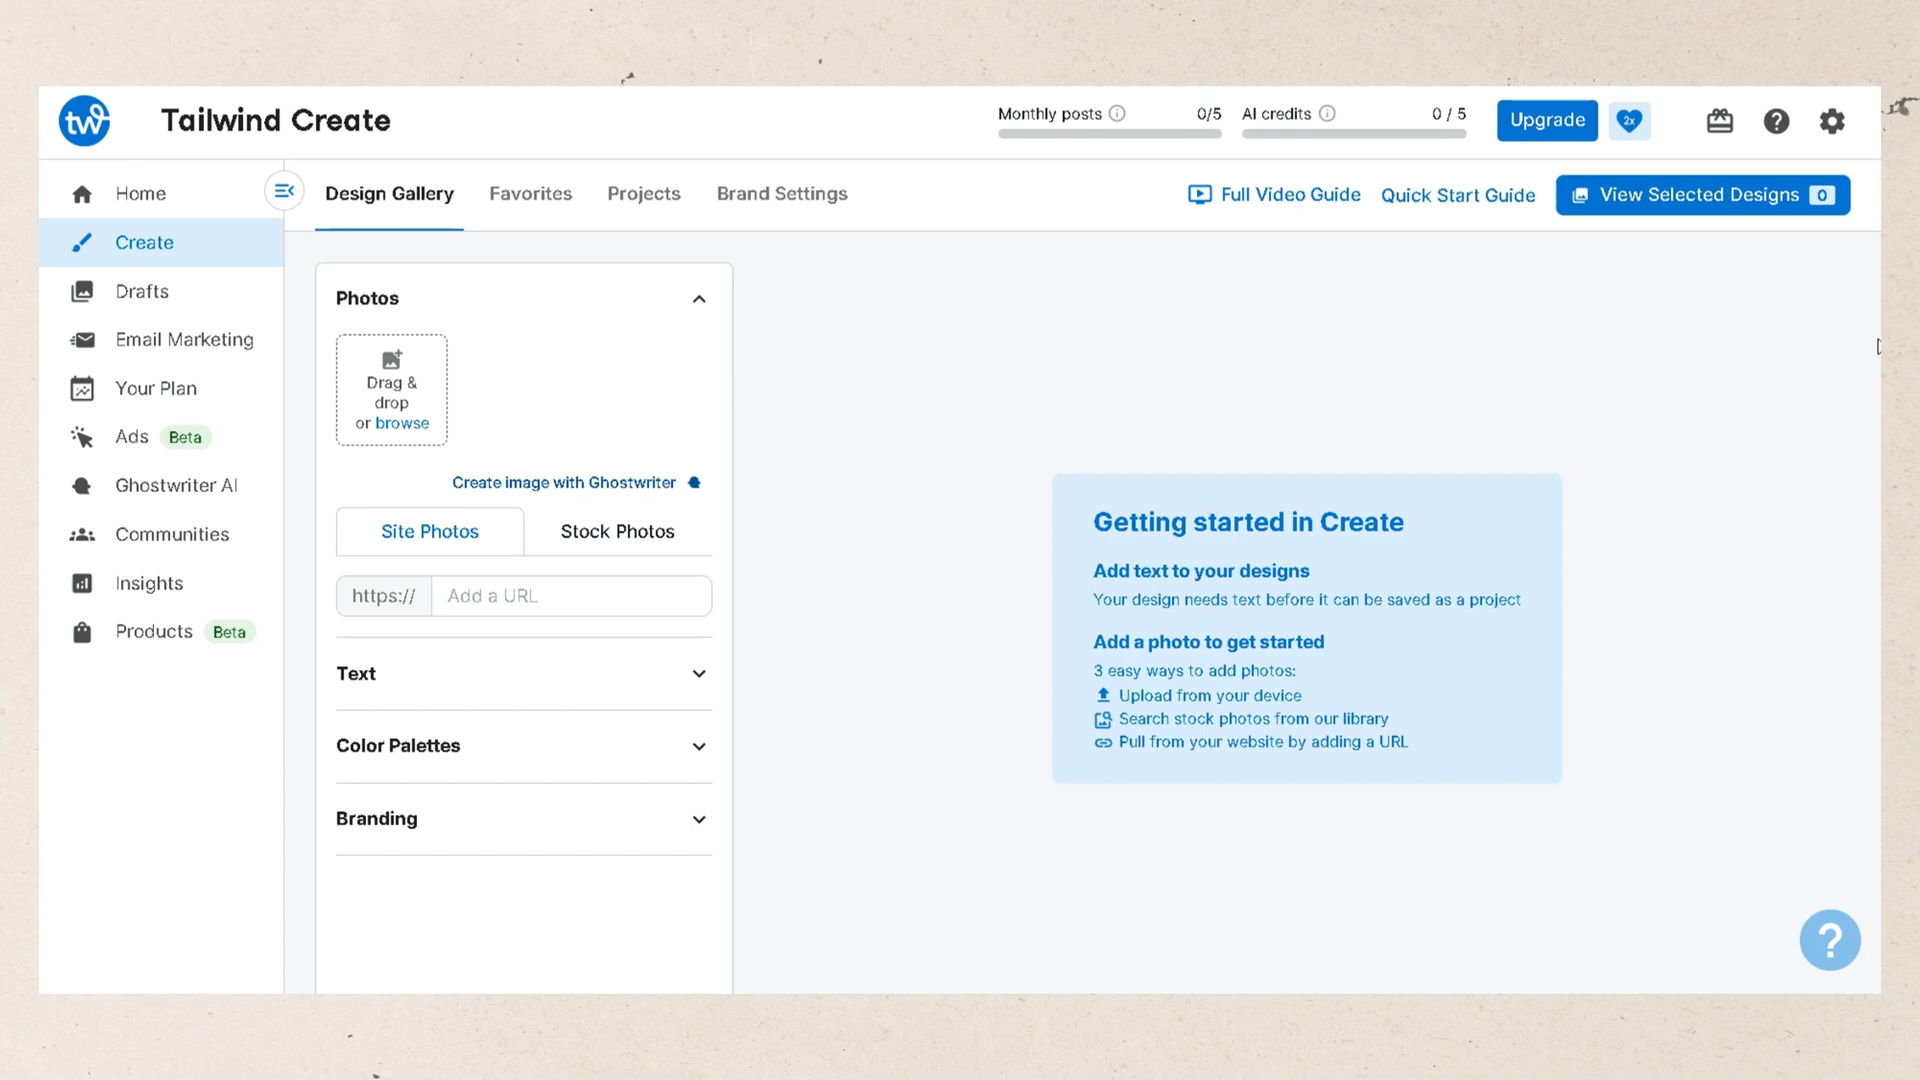 tw
Tailwind Create
Monthly posts 0/5
AI credits 0 / 5
Upgrade
2x
Home
Create
Drafts
Email Marketing
Your Plan
Ads Beta
Ghostwriter AI
Communities
Insights
Products Beta
Design Gallery Favorites Projects Brand Settings
Full Video Guide Quick Start Guide View Selected Designs 0
Photos
Drag &
drop
or browse
Create image with Ghostwriter
Site Photos Stock Photos
https:// Add a URL
Text
Color Palettes
Branding
Getting started in Create
Add text to your designs
Your design needs text before it can be saved as a project
Add a photo to get started
3 easy ways to add photos:
Upload from your device
Search stock photos from our library
Pull from your website by adding a URL